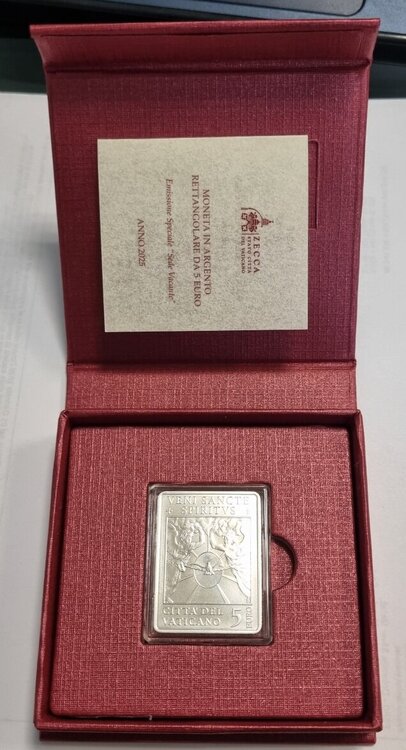 ZECCA
STATO CITTÀ
DEL VATICANO
MONETA IN ARGENTO
RETTANGOLARE DA 5 EURO
Emissione Speciale "Sede Vacante"
ANNO 2025
VENI SANCTE
SPIRITVS
CITTÀ DEL
VATICANO
5
EURO